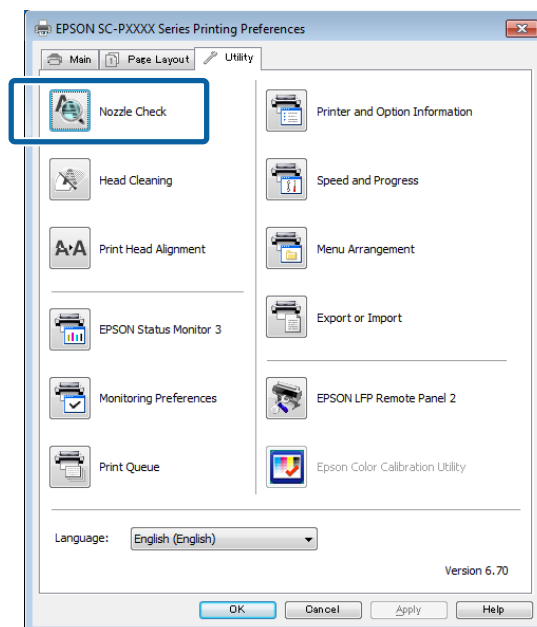 EPSON SC-PXXXX Series Printing Preferences
Main
Page Layout
Utility
Nozzle Check
Printer and Option Information
Head Cleaning
Speed and Progress
A▸A
Print Head Alignment
Menu Arrangement
Export or Import
EPSON Status Monitor 3
Monitoring Preferences
EPSON LFP Remote Panel 2
Print Queue
Epson Color Calibration Utility
Language:
English (English)
Version 6.70
OK
Cancel
Apply
Help